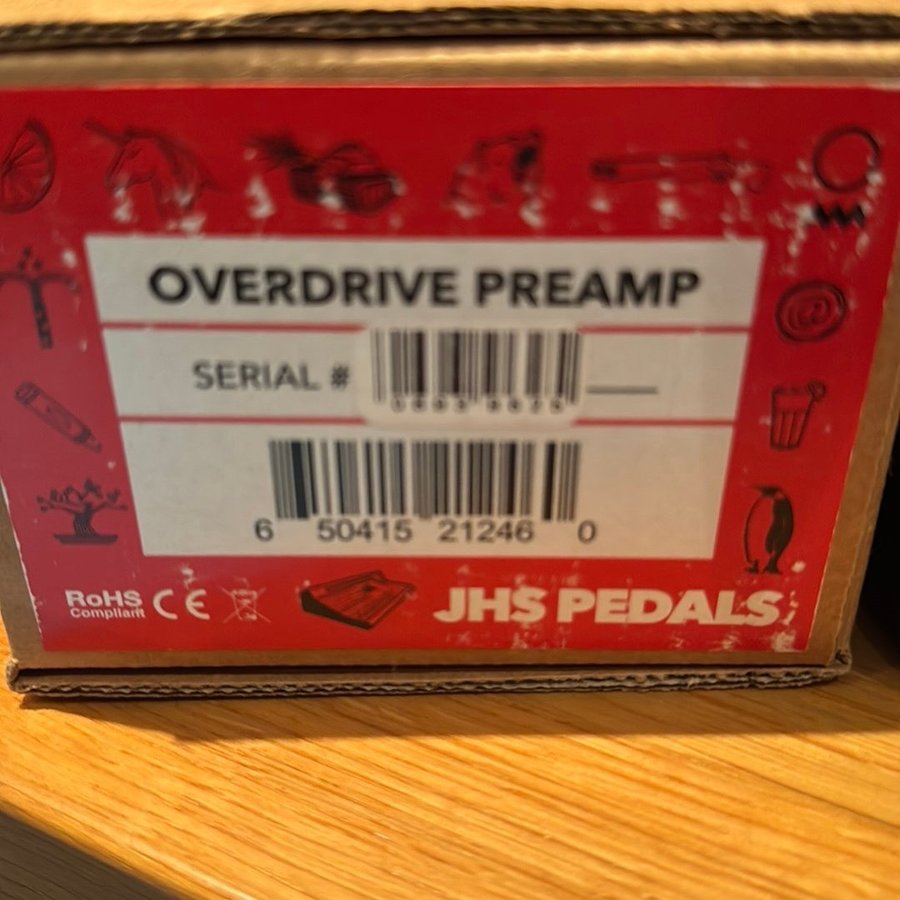 OVERDRIVE PREAMP
SERIAL #
6 50415 21246 0
RoHS
Compliant
CE
JHS PEDALS